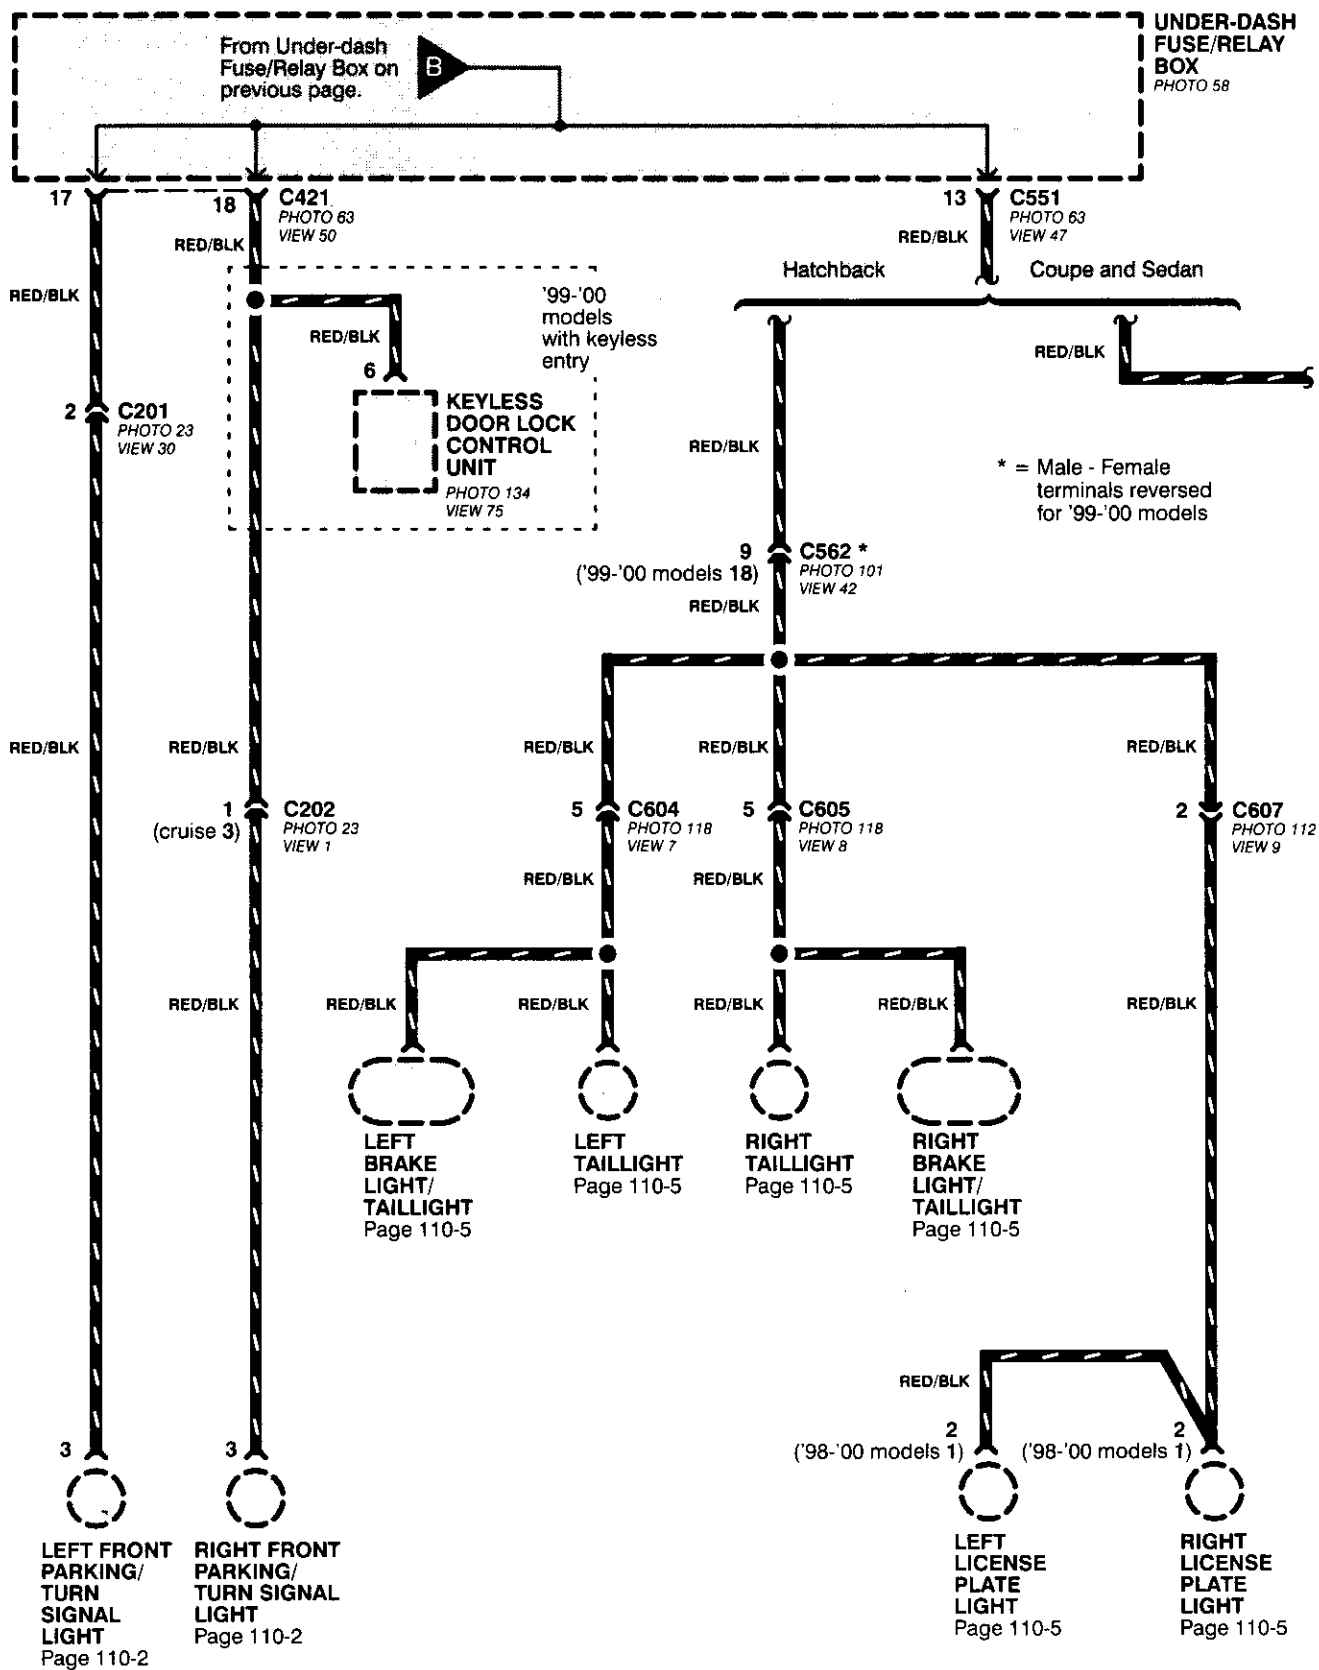 UNDER-DASH
FUSE/RELAY
BOX
PHOTO 58
From Under-dash
Fuse/Relay Box on
previous page.
B
17
18
C421
PHOTO 63
VIEW 50
13
C551
PHOTO 63
VIEW 47
RED/BLK
RED/BLK
RED/BLK
Hatchback
Coupe and Sedan
'99-'00
models
with keyless
entry
RED/BLK
RED/BLK
6
KEYLESS
DOOR LOCK
CONTROL
UNIT
PHOTO 134
VIEW 75
2
C201
PHOTO 23
VIEW 30
RED/BLK
* = Male - Female
terminals reversed
for '99-'00 models
9
('99-'00 models 18)
C562 *
PHOTO 101
VIEW 42
RED/BLK
RED/BLK
RED/BLK
RED/BLK
RED/BLK
RED/BLK
1
(cruise 3)
C202
PHOTO 23
VIEW 1
5
C604
PHOTO 118
VIEW 7
5
C605
PHOTO 118
VIEW 8
2
C607
PHOTO 112
VIEW 9
RED/BLK
RED/BLK
RED/BLK
RED/BLK
RED/BLK
RED/BLK
RED/BLK
RED/BLK
LEFT
BRAKE
LIGHT/
TAILLIGHT
Page 110-5
LEFT
TAILLIGHT
Page 110-5
RIGHT
TAILLIGHT
Page 110-5
RIGHT
BRAKE
LIGHT/
TAILLIGHT
Page 110-5
RED/BLK
3
3
2
('98-'00 models 1)
2
('98-'00 models 1)
LEFT FRONT
PARKING/
TURN
SIGNAL
LIGHT
Page 110-2
RIGHT FRONT
PARKING/
TURN SIGNAL
LIGHT
Page 110-2
LEFT
LICENSE
PLATE
LIGHT
Page 110-5
RIGHT
LICENSE
PLATE
LIGHT
Page 110-5